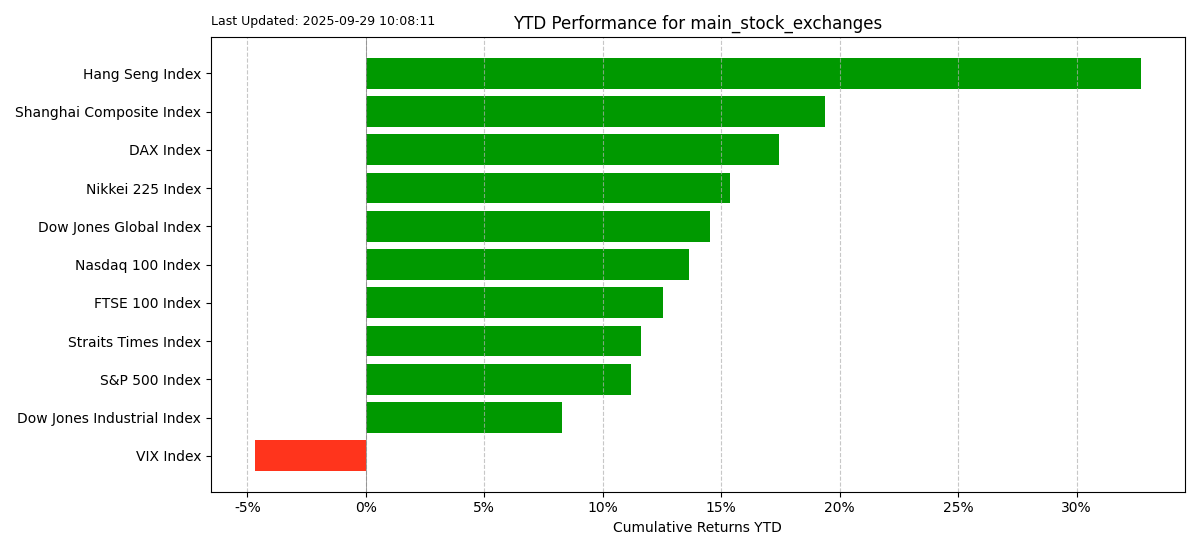 Last Updated: 2025-09-29 10:08:11
YTD Performance for main_stock_exchanges
Hang Seng Index
Shanghai Composite Index
DAX Index
Nikkei 225 Index
Dow Jones Global Index
Nasdaq 100 Index
FTSE 100 Index
Straits Times Index
S&P 500 Index
Dow Jones Industrial Index
VIX Index
-5% 0% 5% 10% 15% 20% 25% 30%
Cumulative Returns YTD